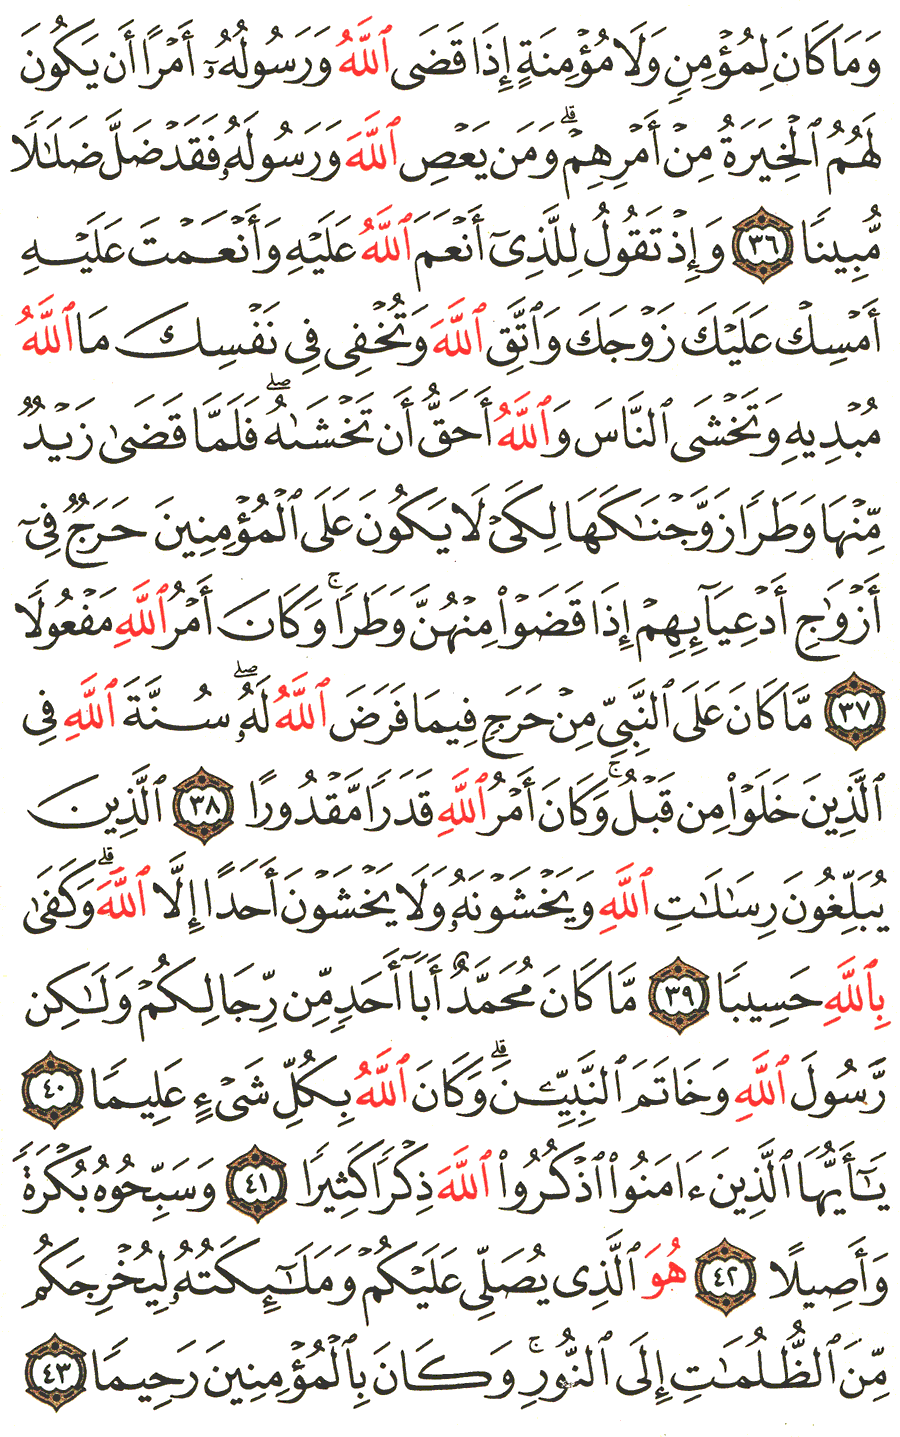 وَمَا كَانَ لِمُؤْمِنٍ وَلَا مُؤْمِنَةٍ إِذَا قَضَى ٱللَّهُ وَرَسُولُهُۥٓ أَمْرًا أَن يَكُونَ
لَهُمُ ٱلْخِيَرَةُ مِنْ أَمْرِهِمْ ۗ وَمَن يَعْصِ ٱللَّهَ وَرَسُولَهُۥ فَقَدْ ضَلَّ ضَلَٰلًا
مُّبِينًا ٣٦ وَإِذْ تَقُولُ لِلَّذِىٓ أَنْعَمَ ٱللَّهُ عَلَيْهِ وَأَنْعَمْتَ عَلَيْهِ
أَمْسِكْ عَلَيْكَ زَوْجَكَ وَٱتَّقِ ٱللَّهَ وَتُخْفِى فِى نَفْسِكَ مَا ٱللَّهُ
مُبْدِيهِ وَتَخْشَى ٱلنَّاسَ وَٱللَّهُ أَحَقُّ أَن تَخْشَىٰهُ ۖ فَلَمَّا قَضَىٰ زَيْدٌ
مِّنْهَا وَطَرًا زَوَّجْنَٰكَهَا لِكَىْ لَا يَكُونَ عَلَى ٱلْمُؤْمِنِينَ حَرَجٌ فِىٓ
أَزْوَٰجِ أَدْعِيَآئِهِمْ إِذَا قَضَوْا۟ مِنْهُنَّ وَطَرًا ۚ وَكَانَ أَمْرُ ٱللَّهِ مَفْعُولًا
٣٧ مَّا كَانَ عَلَى ٱلنَّبِىِّ مِنْ حَرَجٍ فِيمَا فَرَضَ ٱللَّهُ لَهُۥ ۖ سُنَّةَ ٱللَّهِ فِى
ٱلَّذِينَ خَلَوْا۟ مِن قَبْلُ ۚ وَكَانَ أَمْرُ ٱللَّهِ قَدَرًا مَّقْدُورًا ٣٨ ٱلَّذِينَ
يُبَلِّغُونَ رِسَٰلَٰتِ ٱللَّهِ وَيَخْشَوْنَهُۥ وَلَا يَخْشَوْنَ أَحَدًا إِلَّا ٱللَّهَ ۗ وَكَفَىٰ
بِٱللَّهِ حَسِيبًا ٣٩ مَّا كَانَ مُحَمَّدٌ أَبَآ أَحَدٍ مِّن رِّجَالِكُمْ وَلَٰكِن
رَّسُولَ ٱللَّهِ وَخَاتَمَ ٱلنَّبِيِّۦنَ ۗ وَكَانَ ٱللَّهُ بِكُلِّ شَىْءٍ عَلِيمًا ٤٠
يَٰٓأَيُّهَا ٱلَّذِينَ ءَامَنُوا۟ ٱذْكُرُوا۟ ٱللَّهَ ذِكْرًا كَثِيرًا ٤١ وَسَبِّحُوهُ بُكْرَةً
وَأَصِيلًا ٤٢ هُوَ ٱلَّذِى يُصَلِّى عَلَيْكُمْ وَمَلَٰٓئِكَتُهُۥ لِيُخْرِجَكُم
مِّنَ ٱلظُّلُمَٰتِ إِلَى ٱلنُّورِ ۚ وَكَانَ بِٱلْمُؤْمِنِينَ رَحِيمًا ٤٣